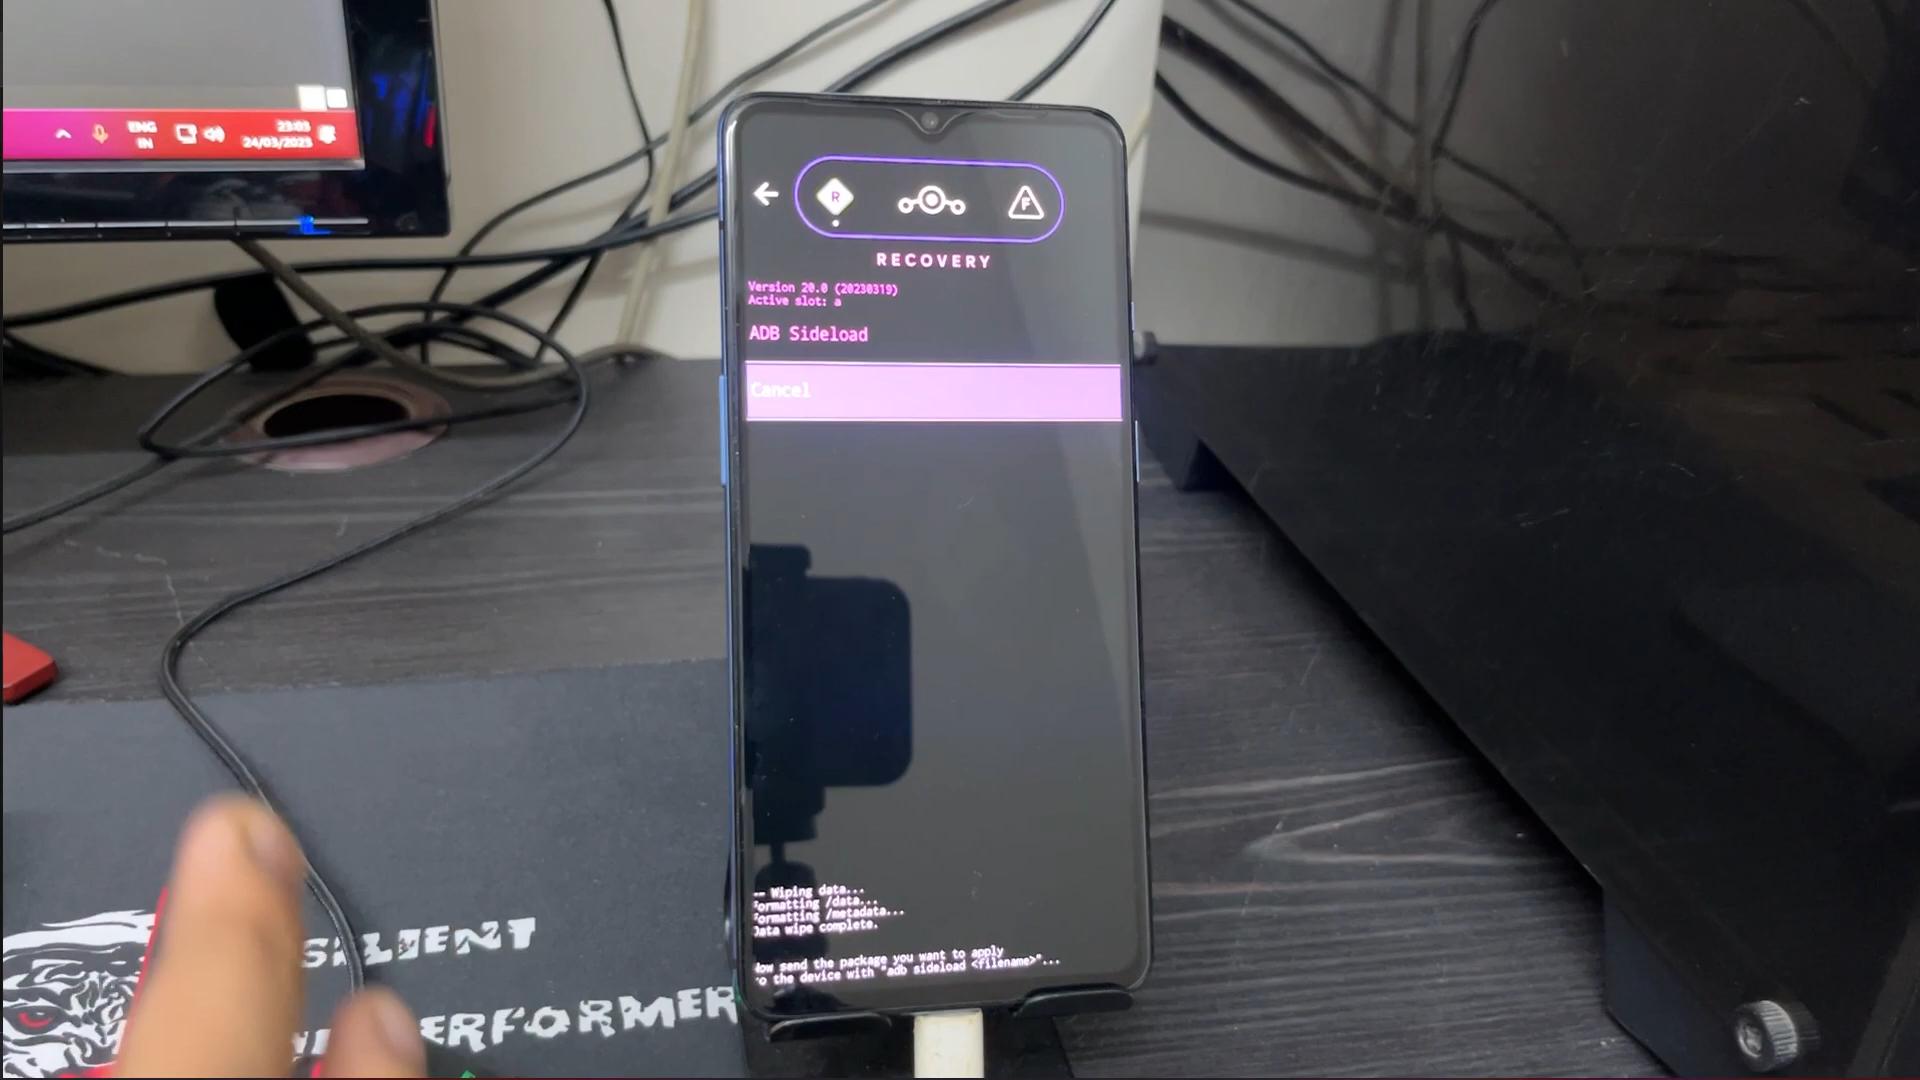 ENG
IN
23:03
24/03/2023
R
F
RECOVERY
Version 20.0 (20230319)
Active slot: a
ADB Sideload
Cancel
-- Wiping data...
Formatting /data...
Formatting /metadata...
Data wipe complete.
Now send the package you want to apply
to the device with "adb sideload <filename>"...
SILIENT
ERFORMER